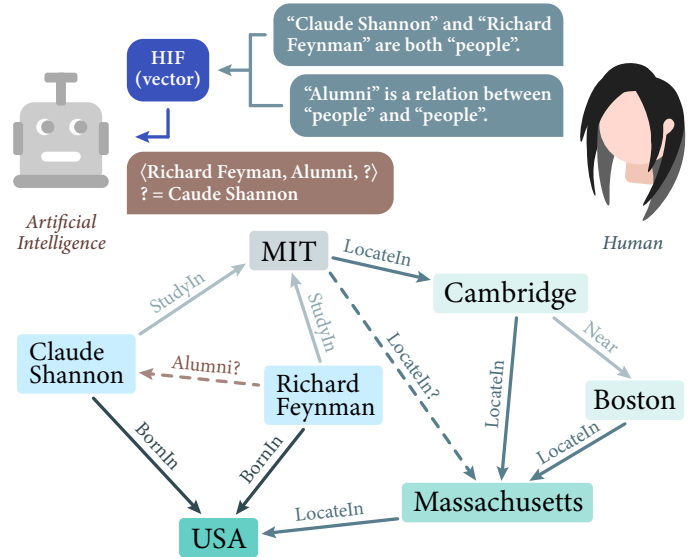 “Claude Shannon” and “Richard
Feynman” are both “people”.
HIF
(vector)
“Alumni” is a relation between
“people” and “people”.
⟨Richard Feyman, Alumni, ?⟩
? = Caude Shannon
Artificial
Intelligence
Human
MIT
LocateIn
Cambridge
StudyIn
StudyIn
LocateIn?
Near
Claude
Shannon
Alumni?
Richard
Feynman
LocateIn
Boston
BornIn
BornIn
LocateIn
Massachusetts
LocateIn
USA